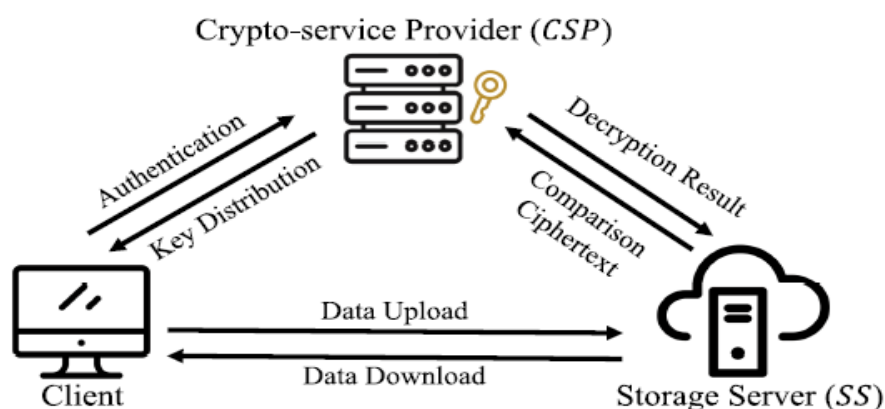 Crypto-service Provider (CSP)
Authentication
Key Distribution
Decryption Result
Comparison
Ciphertext
Data Upload
Data Download
Client
Storage Server (SS)